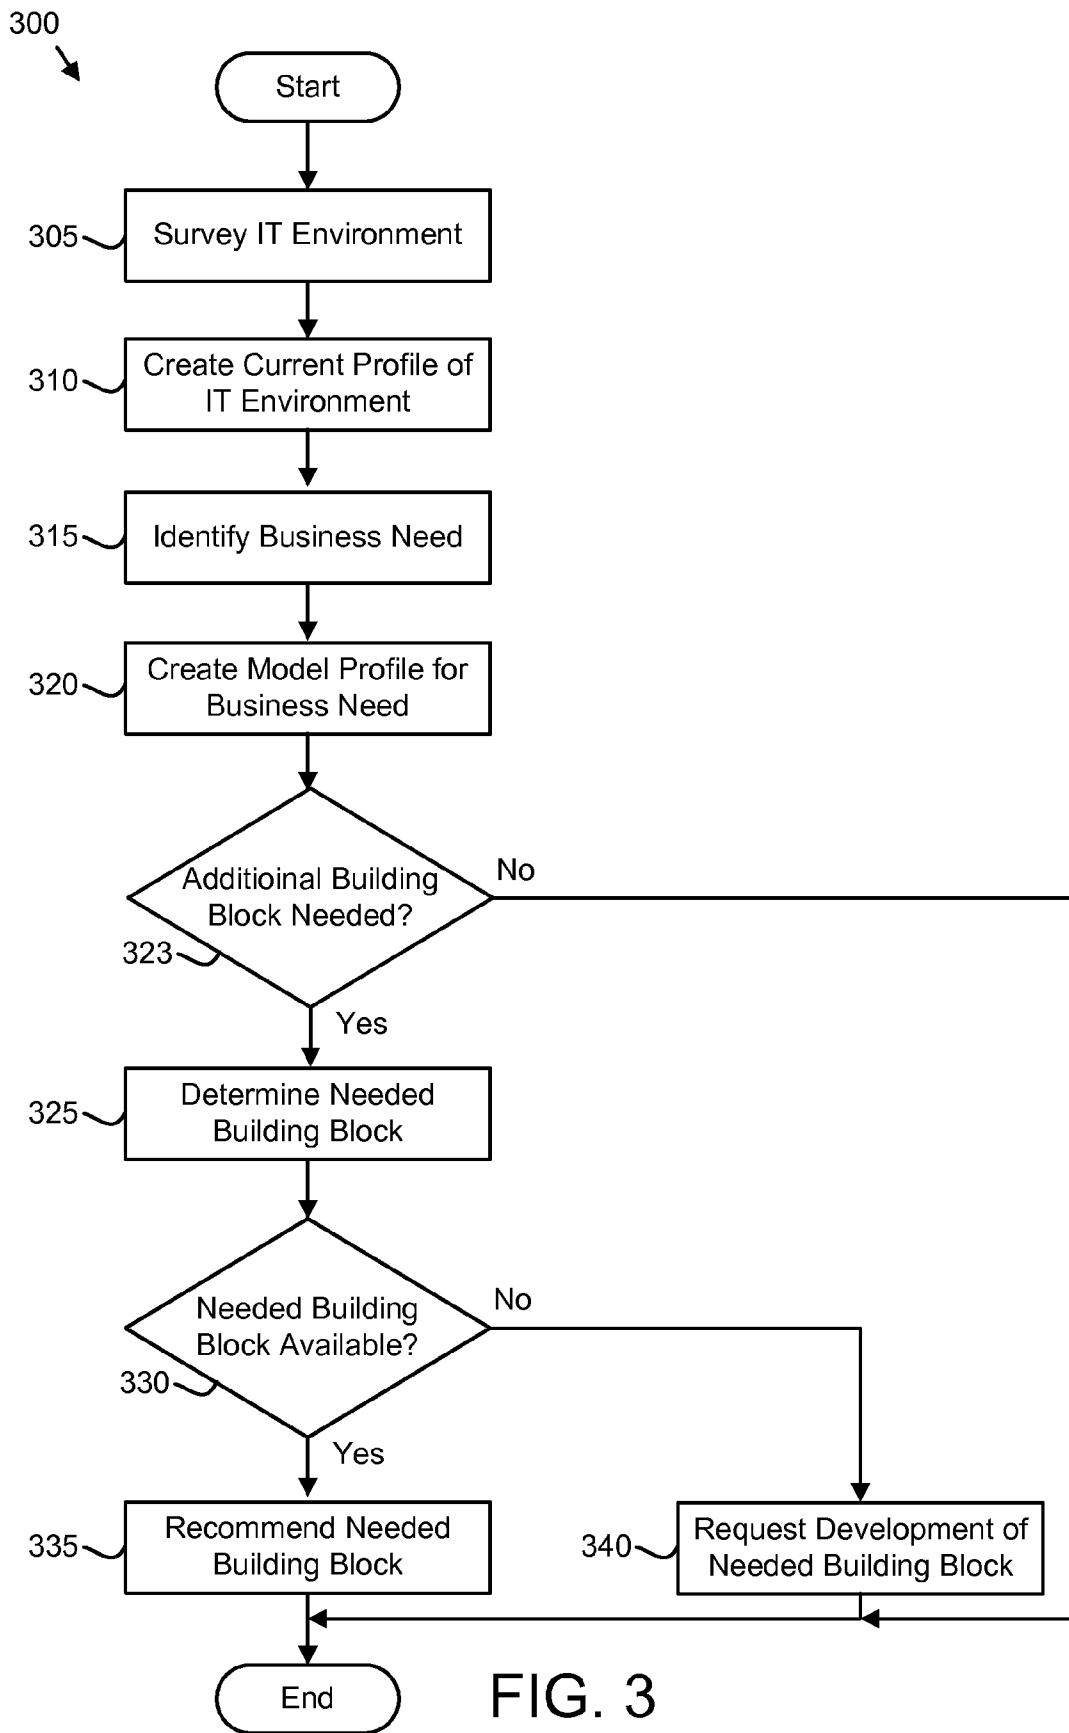 300
Start
305
Survey IT Environment
310
Create Current Profile of
IT Environment
315
Identify Business Need
320
Create Model Profile for
Business Need
Additioinal Building
Block Needed?
No
323
Yes
325
Determine Needed
Building Block
Needed Building
Block Available?
No
330
Yes
335
Recommend Needed
Building Block
340
Request Development of
Needed Building Block
End
FIG. 3